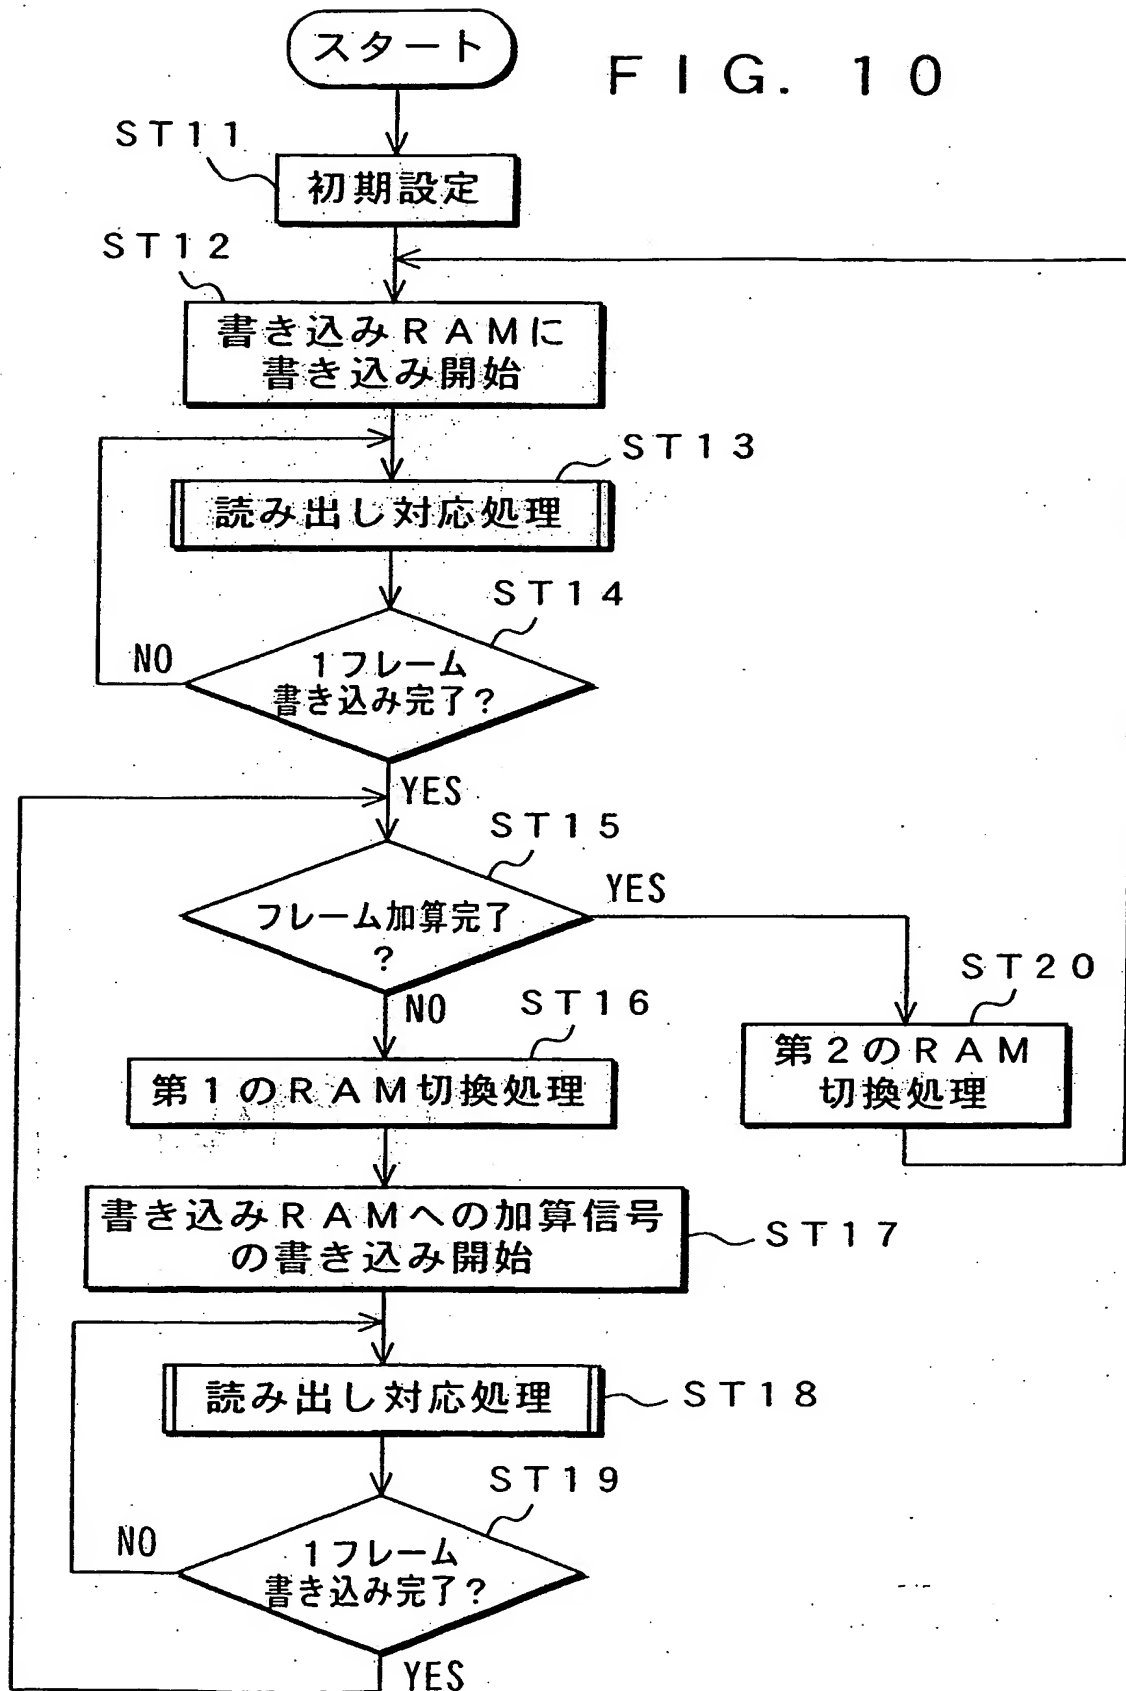 スタート
FIG. 10
ST11
初期設定
ST12
書き込みRAMに
書き込み開始
ST13
読み出し対応処理
ST14
1フレーム
書き込み完了?
NO
YES
ST15
フレーム加算完了
?
YES
NO
ST16
第1のRAM切換処理
ST20
第2のRAM
切換処理
書き込みRAMへの加算信号
の書き込み開始
ST17
読み出し対応処理
ST18
ST19
1フレーム
書き込み完了?
NO
YES